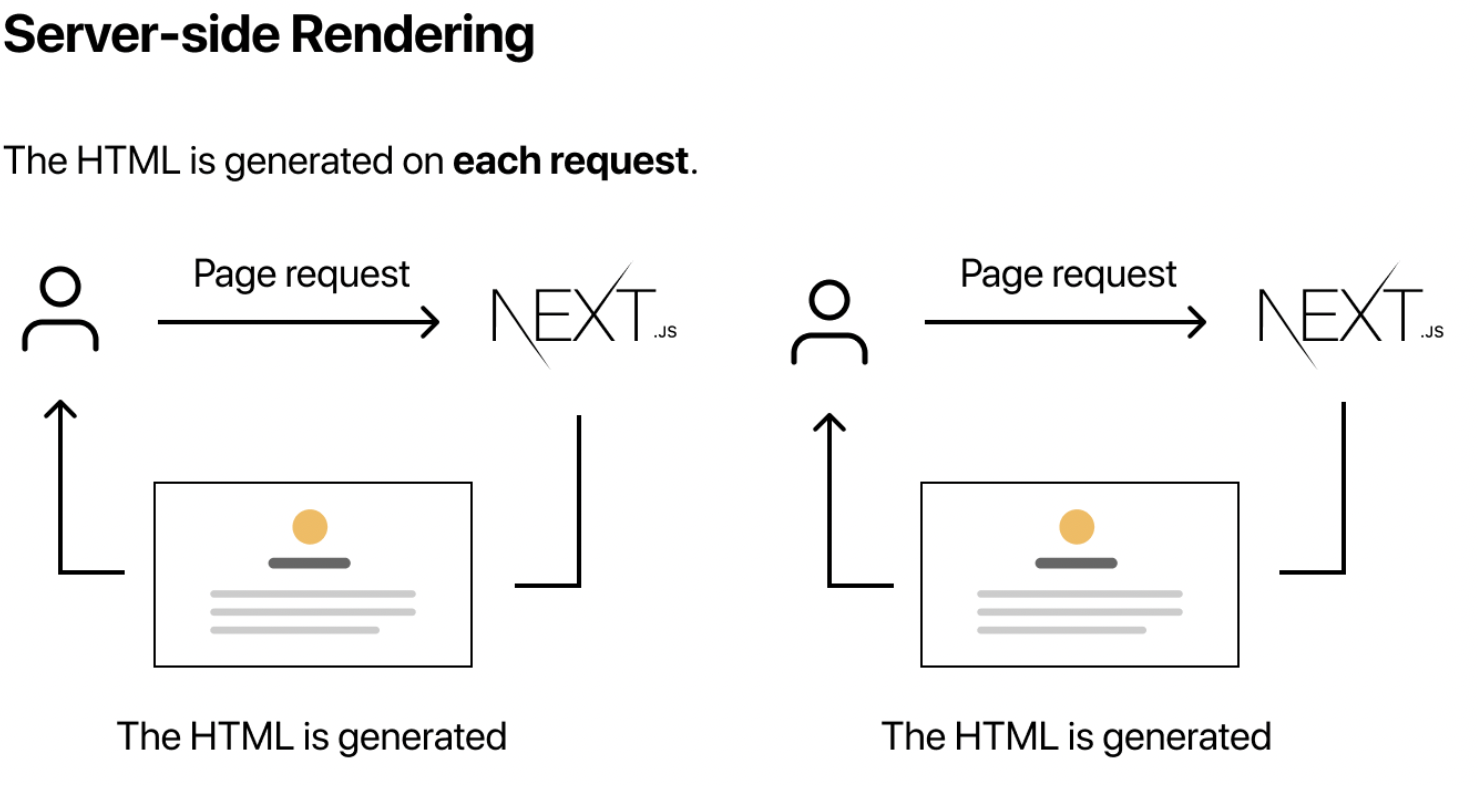 Server-side Rendering
The HTML is generated on each request.
Page request
NEXT.JS
Page request
NEXT.JS
The HTML is generated
The HTML is generated